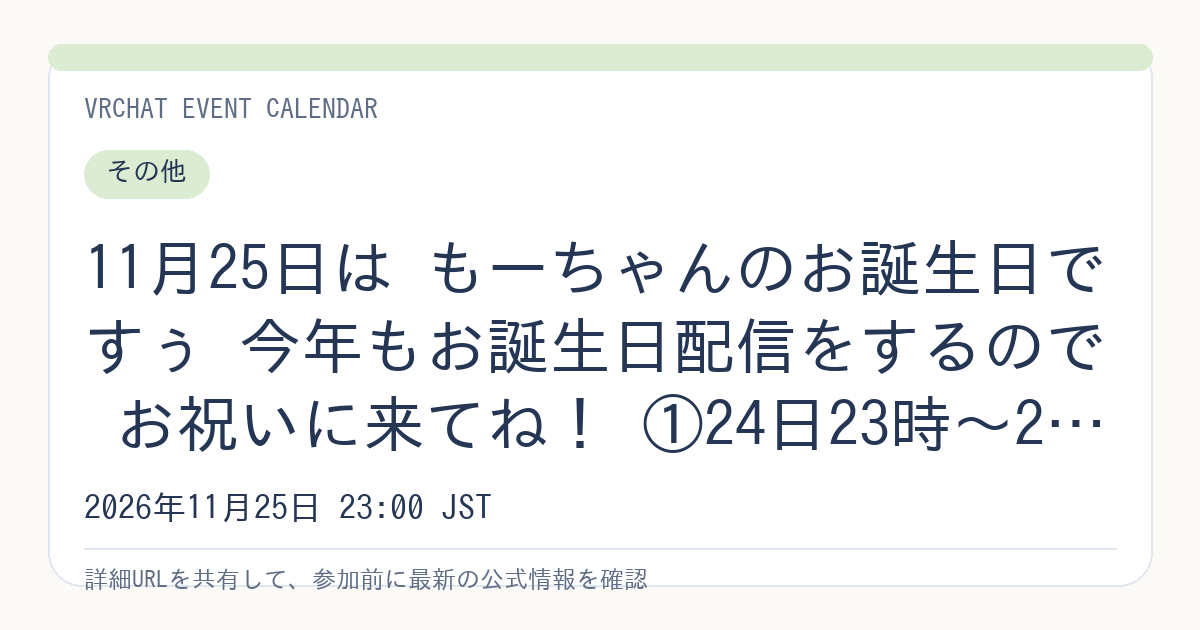 VRCHAT EVENT CALENDAR
その他
11月25日は もーちゃんのお誕生日で
すぅ 今年もお誕生日配信をするので
お祝いに来てね！ ①24日23時～2…
2026年11月25日 23:00 JST
詳細URLを共有して、参加前に最新の公式情報を確認